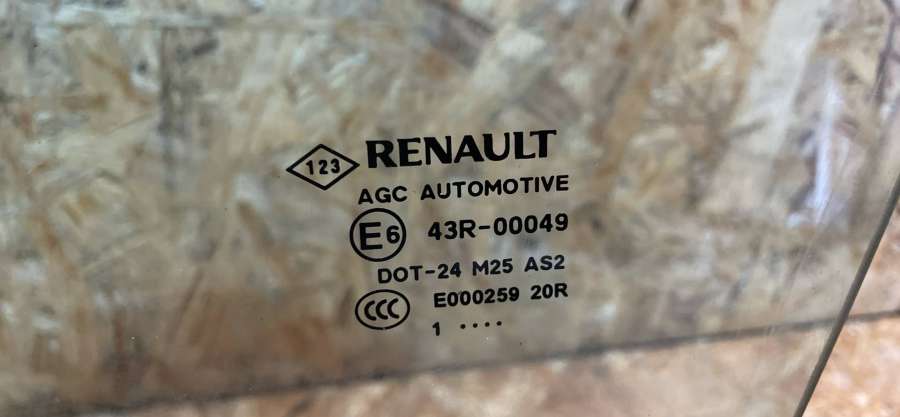 123 RENAULT
AGC AUTOMOTIVE
E6 43R-00049
DOT-24 M25 AS2
CCC E000259 20R
1 ....